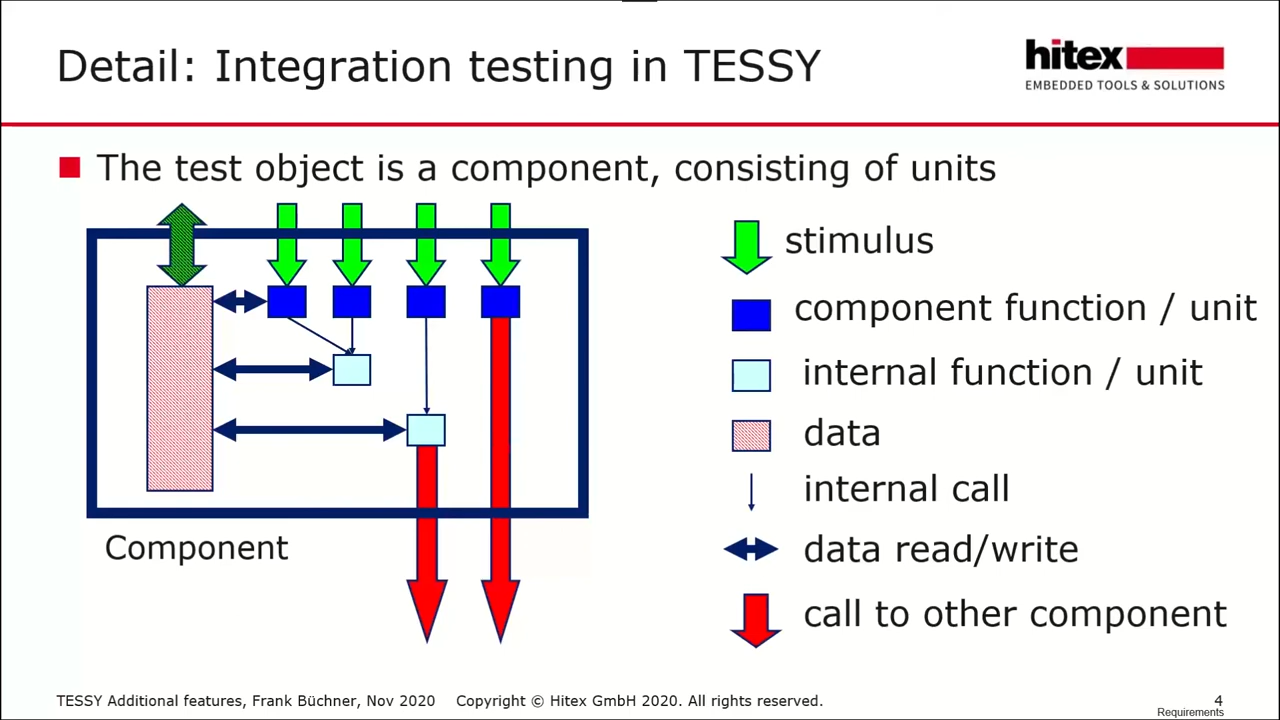 Detail: Integration testing in TESSY
hitex
EMBEDDED TOOLS & SOLUTIONS
The test object is a component, consisting of units
stimulus
component function / unit
internal function / unit
data
internal call
data read/write
call to other component
Component
TESSY Additional features, Frank Büchner, Nov 2020 Copyright © Hitex GmbH 2020. All rights reserved. 4
Requirements